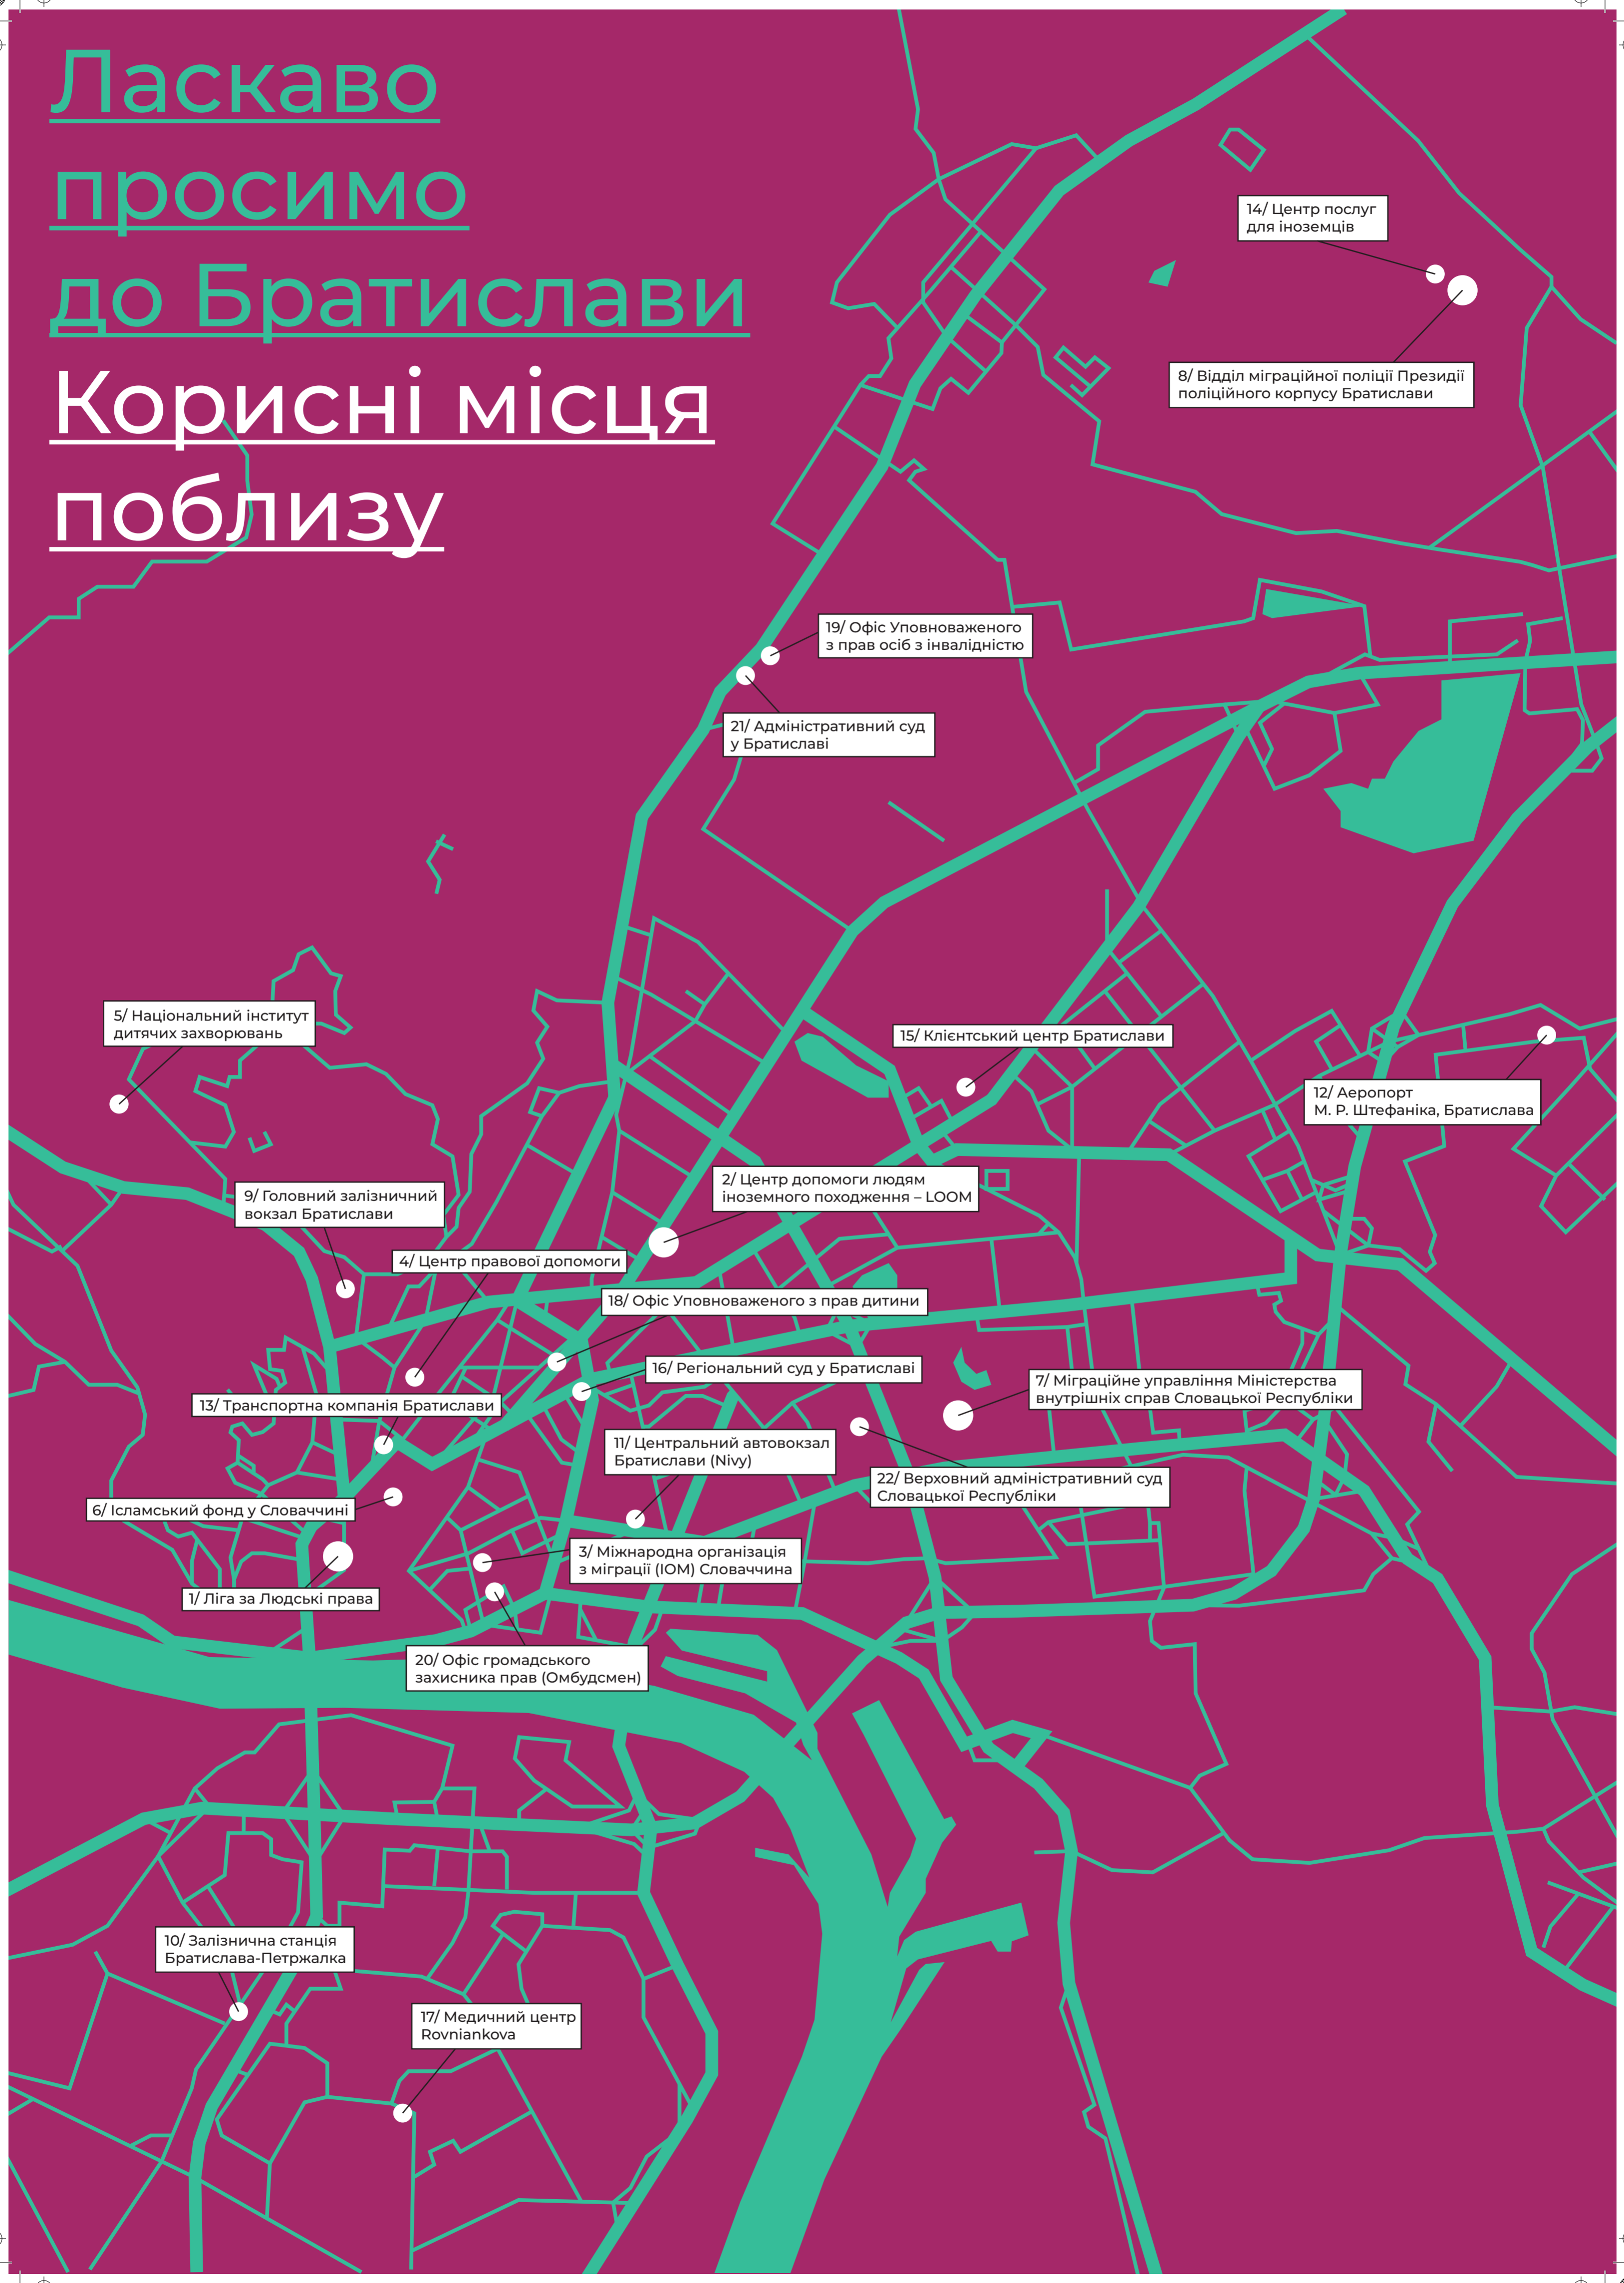 Ласкаво
просимо
до Братислави
Корисні місця
поблизу
14/ Центр послуг
для іноземців
8/ Відділ міграційної поліції Президії
поліційного корпусу Братислави
19/ Офіс Уповноваженого
з прав осіб з інвалідністю
21/ Адміністративний суд
у Братиславі
5/ Національний інститут
дитячих захворювань
15/ Клієнтський центр Братислави
12/ Аеропорт
М. Р. Штефаніка, Братислава
2/ Центр допомоги людям
іноземного походження – LOOM
9/ Головний залізничний
вокзал Братислави
4/ Центр правової допомоги
18/ Офіс Уповноваженого з прав дитини
16/ Регіональний суд у Братиславі
7/ Міграційне управління Міністерства
внутрішніх справ Словацької Республіки
13/ Транспортна компанія Братислави
11/ Центральний автовокзал
Братислави (Nivy)
22/ Верховний адміністративний суд
Словацької Республіки
6/ Ісламський фонд у Словаччині
3/ Міжнародна організація
з міграції (IOM) Словаччина
1/ Ліга за Людські права
20/ Офіс громадського
захисника прав (Омбудсмен)
10/ Залізнична станція
Братислава-Петржалка
17/ Медичний центр
Rovniankova